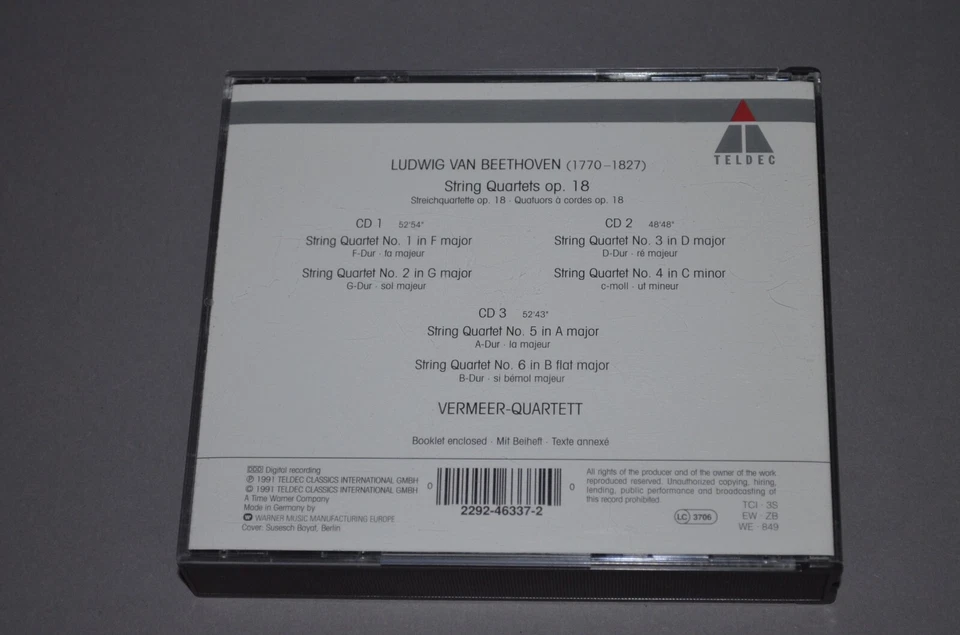 TELDEC
LUDWIG VAN BEETHOVEN (1770–1827)
String Quartets op. 18
Streichquartette op. 18 · Quatuors à cordes op. 18
CD 1 52'54"
String Quartet No. 1 in F major
F-Dur · fa majeur
String Quartet No. 2 in G major
G-Dur · sol majeur
CD 2 48'48"
String Quartet No. 3 in D major
D-Dur · ré majeur
String Quartet No. 4 in C minor
c-moll · ut mineur
CD 3 52'43"
String Quartet No. 5 in A major
A-Dur · la majeur
String Quartet No. 6 in B flat major
B-Dur · si bémol majeur
VERMEER-QUARTETT
Booklet enclosed · Mit Beiheft · Texte annexé
DDD Digital recording
℗ 1991 TELDEC CLASSICS INTERNATIONAL GMBH
© 1991 TELDEC CLASSICS INTERNATIONAL GMBH
A Time Warner Company
Made in Germany by
WARNER MUSIC MANUFACTURING EUROPE
Cover: Susesch Bayat, Berlin
0 0
2292-46337-2
All rights of the producer and of the owner of the work
reproduced reserved. Unauthorized copying, hiring,
lending, public performance and broadcasting of
this record prohibited.
LC 3706
TCI · 3S
EW · ZB
WE · 849